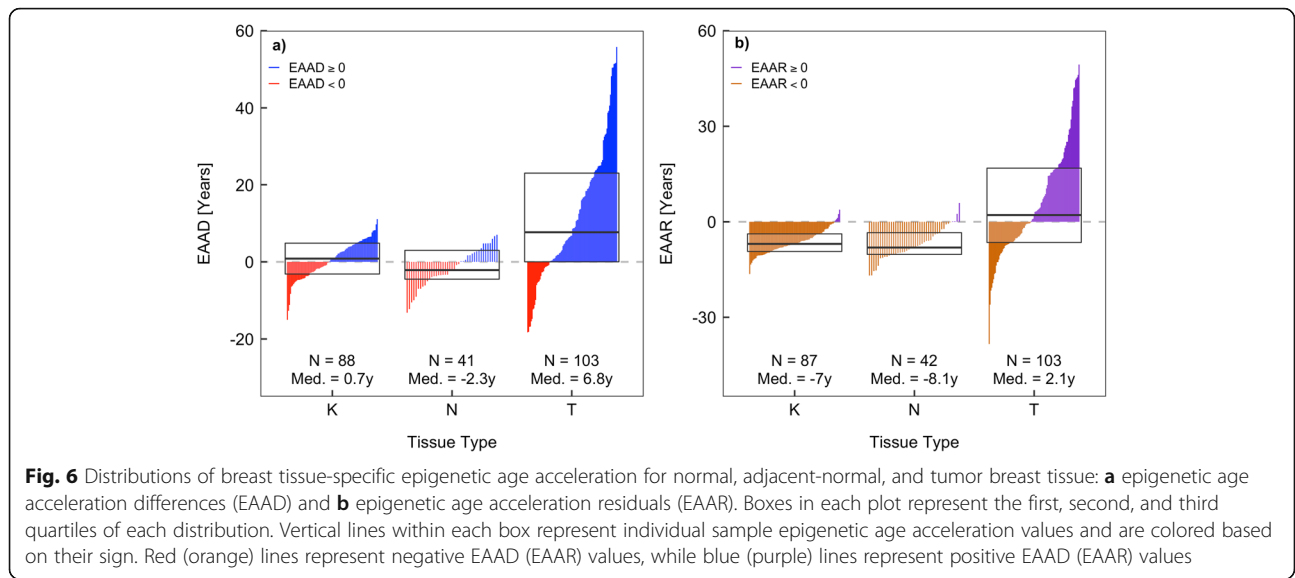 a)
EAAD ≥ 0
EAAD < 0
60
40
20
0
-20
EAAD [Years]
N = 88
Med. = 0.7y
N = 41
Med. = -2.3y
N = 103
Med. = 6.8y
K
N
T
Tissue Type
b)
EAAR ≥ 0
EAAR < 0
60
30
0
-30
EAAR [Years]
N = 87
Med. = -7y
N = 42
Med. = -8.1y
N = 103
Med. = 2.1y
K
N
T
Tissue Type
Fig. 6 Distributions of breast tissue-specific epigenetic age acceleration for normal, adjacent-normal, and tumor breast tissue: a epigenetic age
acceleration differences (EAAD) and b epigenetic age acceleration residuals (EAAR). Boxes in each plot represent the first, second, and third
quartiles of each distribution. Vertical lines within each box represent individual sample epigenetic age acceleration values and are colored based
on their sign. Red (orange) lines represent negative EAAD (EAAR) values, while blue (purple) lines represent positive EAAD (EAAR) values